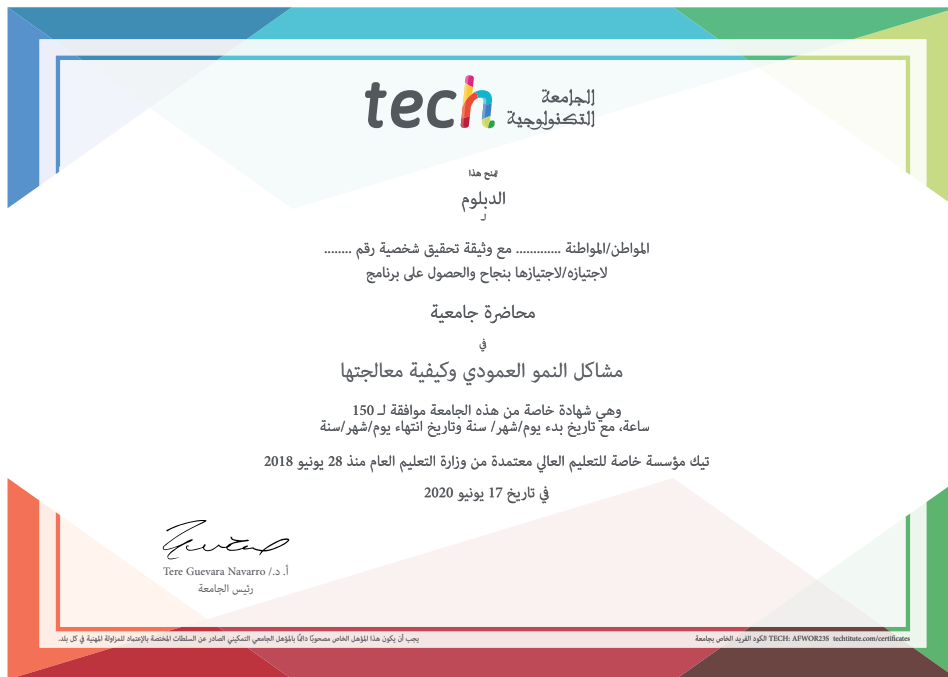 tech الجامعة
التكنولوجية
تمنح هذا
الدبلوم
لـ
المواطن/المواطنة ............. مع وثيقة تحقيق شخصية رقم ........
لاجتيازه/لاجتيازها بنجاح والحصول على برنامج
محاضرة جامعية
في
مشاكل النمو العمودي وكيفية معالجتها
وهي شهادة خاصة من هذه الجامعة موافقة لـ 150
ساعة، مع تاريخ بدء يوم/شهر/ سنة وتاريخ انتهاء يوم/شهر/سنة
تيك مؤسسة خاصة للتعليم العالي معتمدة من وزارة التعليم العام منذ 28 يونيو 2018
في تاريخ 17 يونيو 2020
أ. د./ Tere Guevara Navarro
رئيس الجامعة
يجب أن يكون هذا المؤهل الخاص مصحوبًا دائمًا بالمؤهل الجامعي التمكيني الصادر عن السلطات المختصة بالإعتماد للمزاولة المهنية في كل بلد.
الكود الفريد الخاص بجامعة TECH: AFWOR235 techtitute.com/certificates